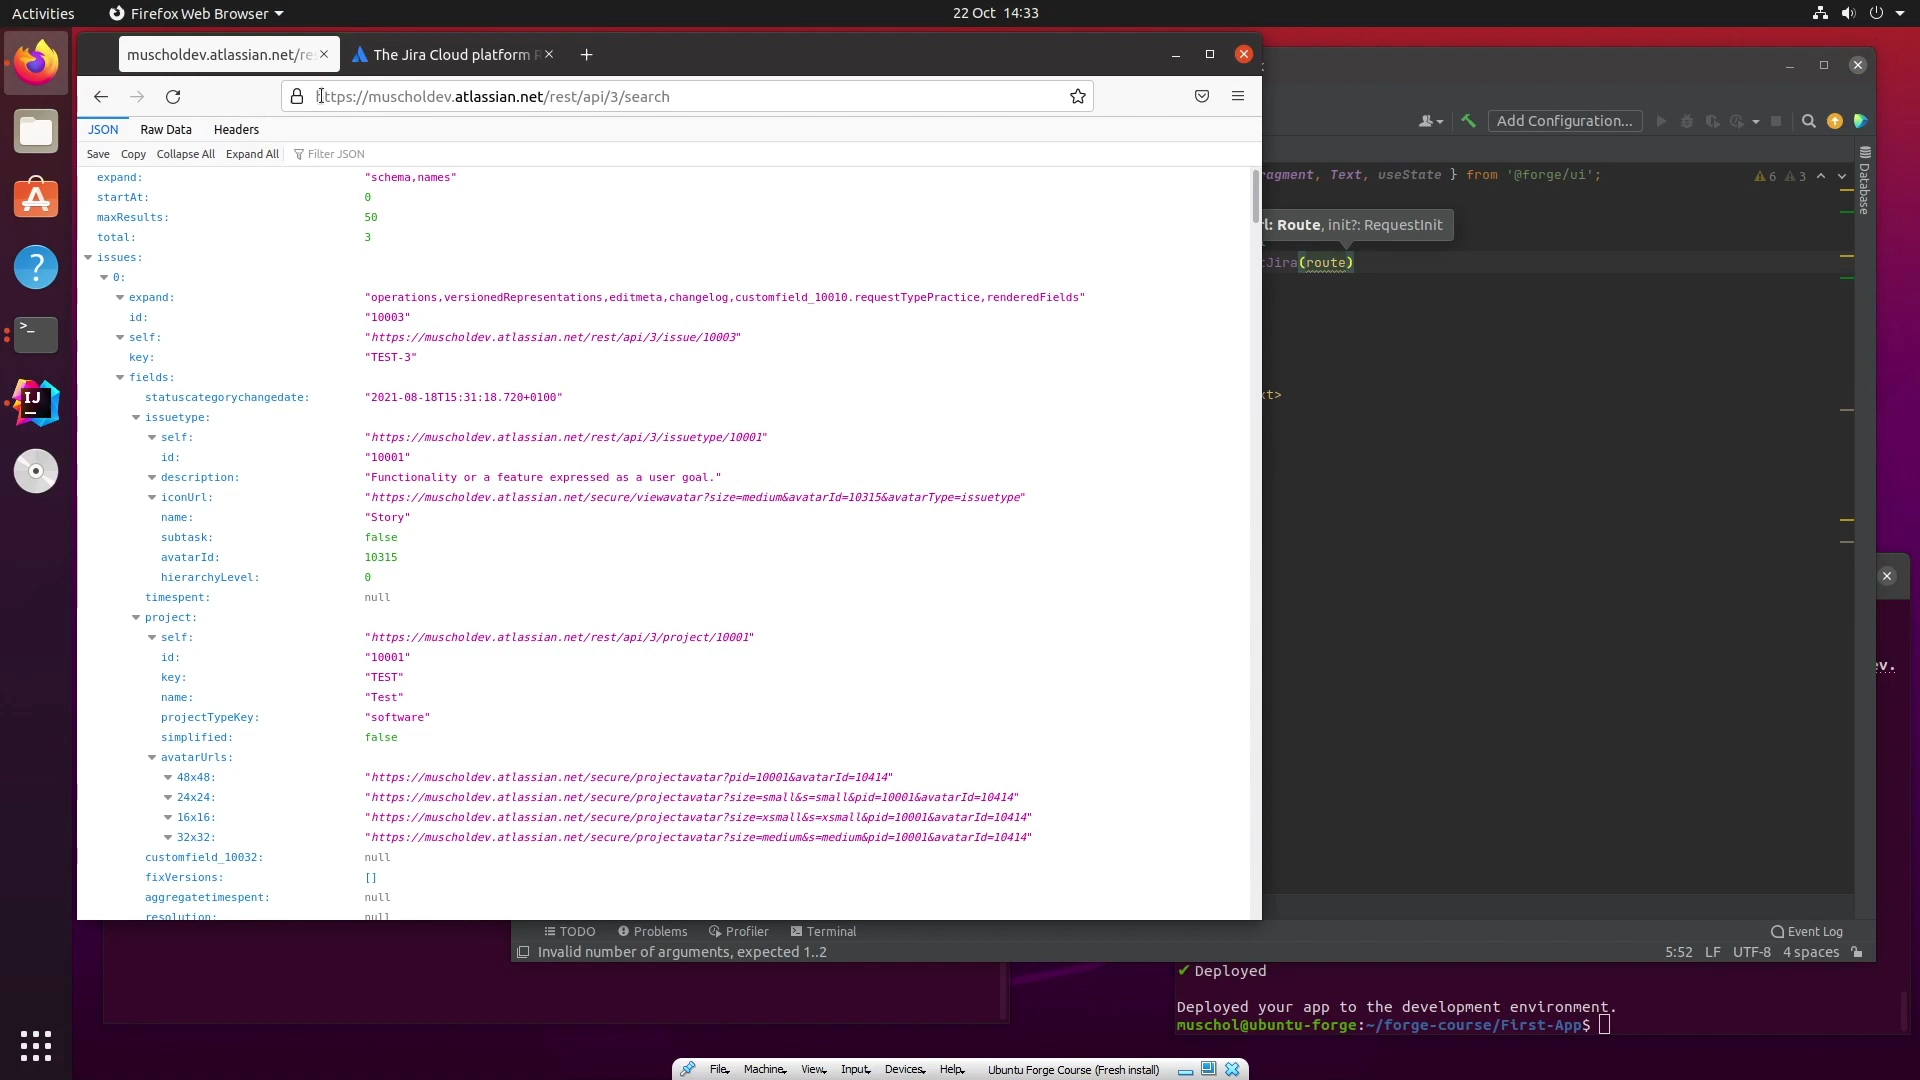 Activities
Firefox Web Browser
22 Oct 14:33
muscholdev.atlassian.net/re
The Jira Cloud platform
https://muscholdev.atlassian.net/rest/api/3/search
JSON
Raw Data
Headers
Save
Copy
Collapse All
Expand All
Filter JSON
expand: "schema,names"
startAt: 0
maxResults: 50
total: 3
issues:
0:
expand: "operations,versionedRepresentations,editmeta,changelog,customfield_10010.requestTypePractice,renderedFields"
id: "10003"
self: "https://muscholdev.atlassian.net/rest/api/3/issue/10003"
key: "TEST-3"
fields:
statuscategorychangedate: "2021-08-18T15:31:18.720+0100"
issuetype:
self: "https://muscholdev.atlassian.net/rest/api/3/issuetype/10001"
id: "10001"
description: "Functionality or a feature expressed as a user goal."
iconUrl: "https://muscholdev.atlassian.net/secure/viewavatar?size=medium&avatarId=10315&avatarType=issuetype"
name: "Story"
subtask: false
avatarId: 10315
hierarchyLevel: 0
timespent: null
project:
self: "https://muscholdev.atlassian.net/rest/api/3/project/10001"
id: "10001"
key: "TEST"
name: "Test"
projectTypeKey: "software"
simplified: false
avatarUrls:
48x48: "https://muscholdev.atlassian.net/secure/projectavatar?pid=10001&avatarId=10414"
24x24: "https://muscholdev.atlassian.net/secure/projectavatar?size=small&s=small&pid=10001&avatarId=10414"
16x16: "https://muscholdev.atlassian.net/secure/projectavatar?size=xsmall&s=xsmall&pid=10001&avatarId=10414"
32x32: "https://muscholdev.atlassian.net/secure/projectavatar?size=medium&s=medium&pid=10001&avatarId=10414"
customfield_10032: null
fixVersions: []
aggregatetimespent: null
resolution: null
Add Configuration...
ragment, Text, useState } from '@forge/ui';
6 3
l: Route, init?: RequestInit
tJira(route)
xt>
Database
TODO
Problems
Profiler
Terminal
Event Log
Invalid number of arguments, expected 1..2
5:52 LF UTF-8 4 spaces
ev.
Deployed
Deployed your app to the development environment.
muschol@ubuntu-forge:~/forge-course/First-App$
File
Machine
View
Input
Devices
Help
Ubuntu Forge Course (Fresh install)